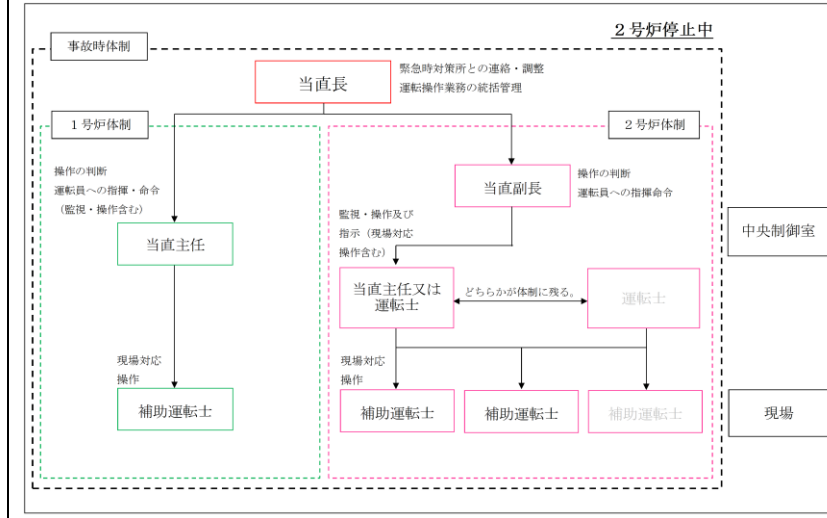 ２号炉停止中
事故時体制
当直長
緊急時対策所との連絡・調整
運転操作業務の統括管理
１号炉体制
２号炉体制
操作の判断
運転員への指揮・命令
（監視・操作含む）
当直主任
現場対応
操作
補助運転士
当直副長
操作の判断
運転員への指揮命令
監視・操作及び
指示（現場対応
操作含む）
当直主任又は
運転士
どちらかが体制に残る。
運転士
現場対応
操作
補助運転士
補助運転士
補助運転士
中央制御室
現場